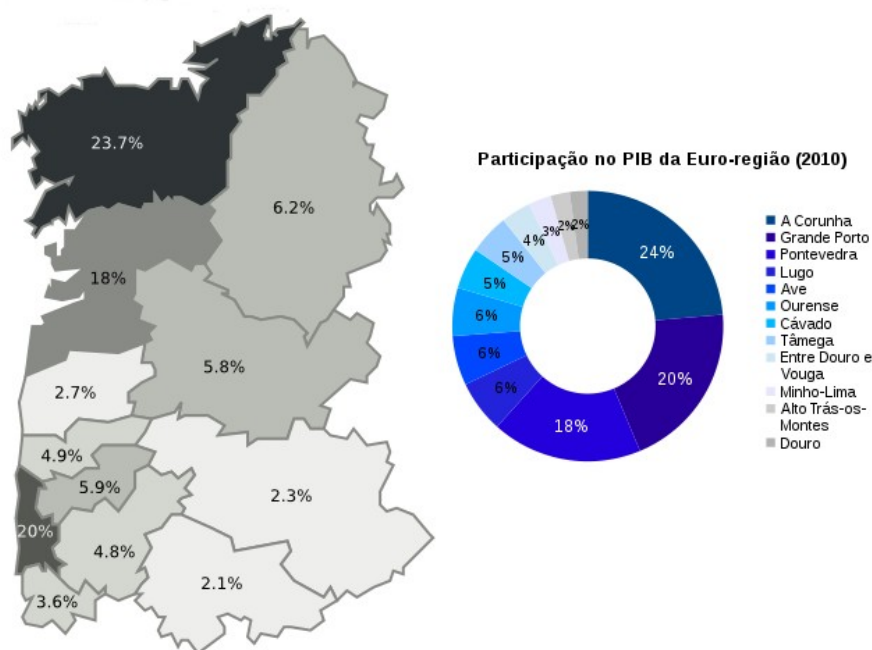 23.7%
6.2%
18%
5.8%
2.7%
4.9%
5.9%
2.3%
20%
4.8%
2.1%
3.6%
Participação no PIB da Euro-região (2010)
24%
20%
18%
6%
6%
6%
5%
5%
4%
3%
2%
2%
A Corunha
Grande Porto
Pontevedra
Lugo
Ave
Ourense
Cávado
Tâmega
Entre Douro e
Vouga
Minho-Lima
Alto Trás-os-
Montes
Douro